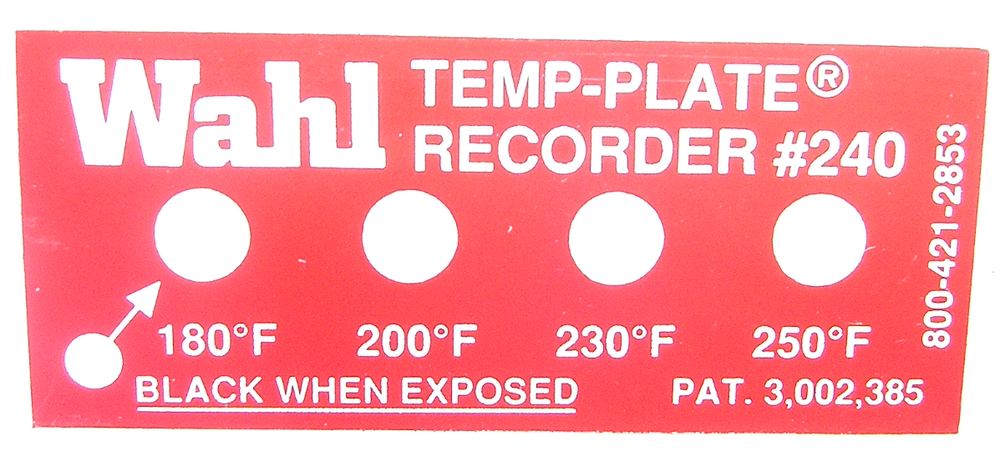 Wahl
TEMP-PLATE®
RECORDER #240
180°F 200°F 230°F 250°F
BLACK WHEN EXPOSED
PAT. 3,002,385
800-421-2853